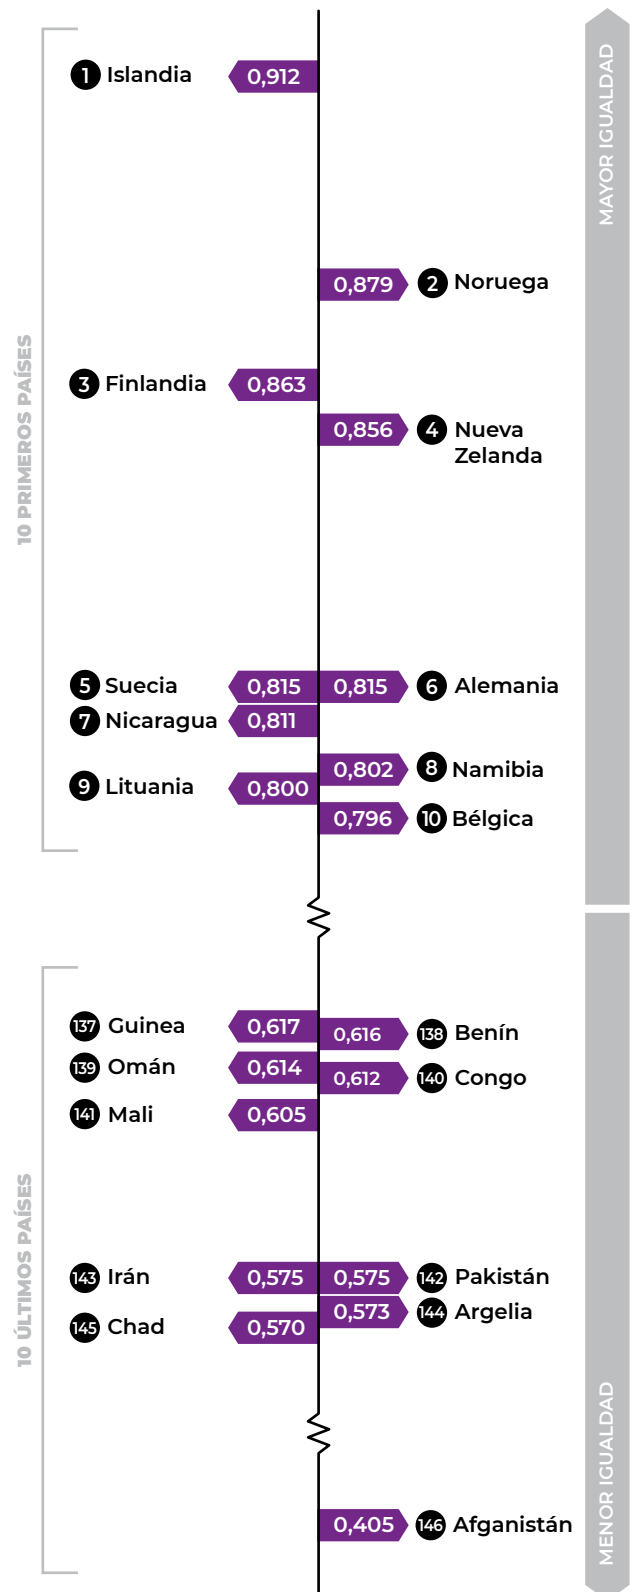 MAYOR IGUALDAD
10 PRIMEROS PAÍSES
1 Islandia 0,912
0,879 2 Noruega
3 Finlandia 0,863
0,856 4 Nueva
Zelanda
5 Suecia 0,815 0,815 6 Alemania
7 Nicaragua 0,811
0,802 8 Namibia
9 Lituania 0,800
0,796 10 Bélgica
10 ÚLTIMOS PAÍSES
137 Guinea 0,617
0,616 138 Benín
139 Omán 0,614
0,612 140 Congo
141 Mali 0,605
143 Irán 0,575 0,575 142 Pakistán
0,573 144 Argelia
145 Chad 0,570
0,405 146 Afganistán
MENOR IGUALDAD